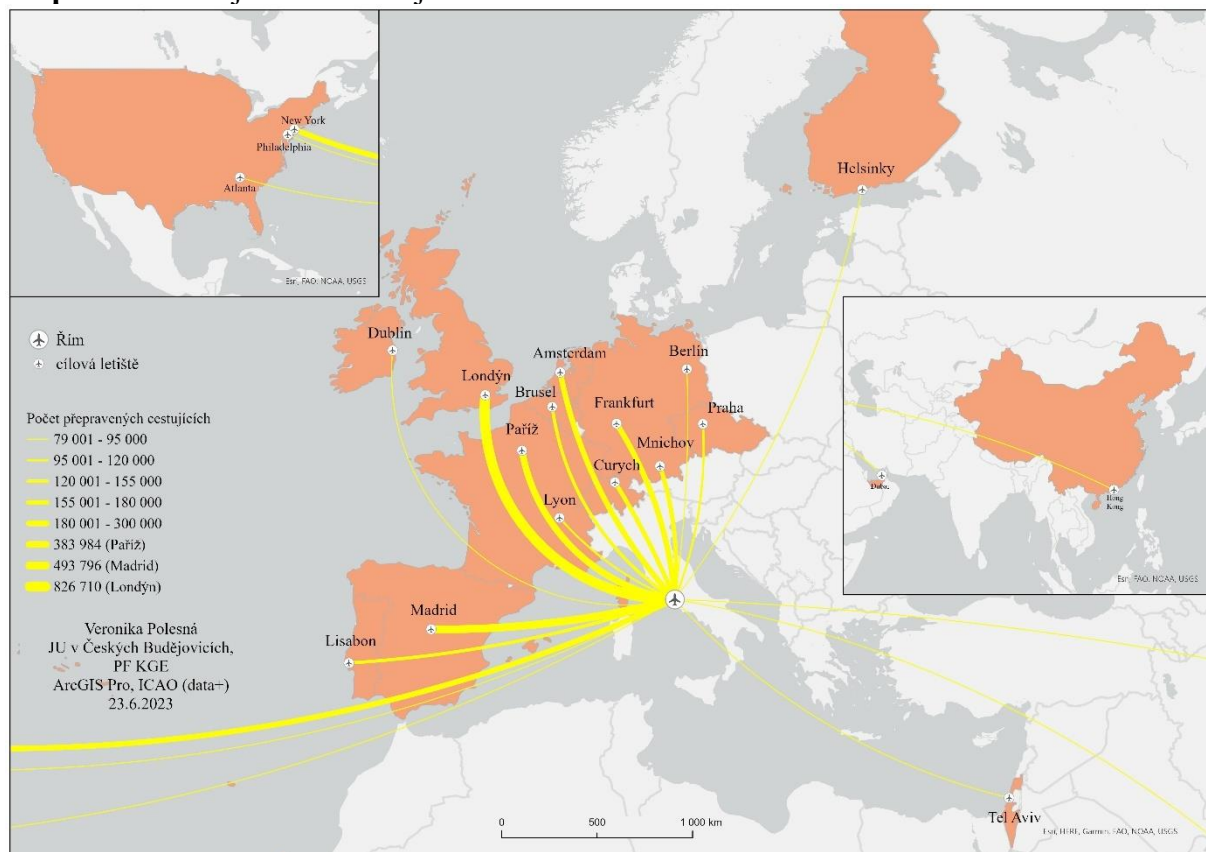 New York
Philadelphia
Atlanta
Esri, FAO, NOAA, USGS
Helsinky
Řím
cílová letiště
Počet přepravených cestujících
79 001 - 95 000
95 001 - 120 000
120 001 - 155 000
155 001 - 180 000
180 001 - 300 000
383 984 (Paříž)
493 796 (Madrid)
826 710 (Londýn)
Dublin
Londýn
Amsterdam
Brusel
Paříž
Berlín
Frankfurt
Praha
Mnichov
Curych
Lyon
Madrid
Lisabon
Hong
Kong
Esri, FAO, NOAA, USGS
Veronika Polesná
JU v Českých Budějovicích,
PF KGE
ArcGIS Pro, ICAO (data+)
23.6.2023
0 500 1 000 km
Tel Aviv
Esri, HERE, Garmin, FAO, NOAA, USGS